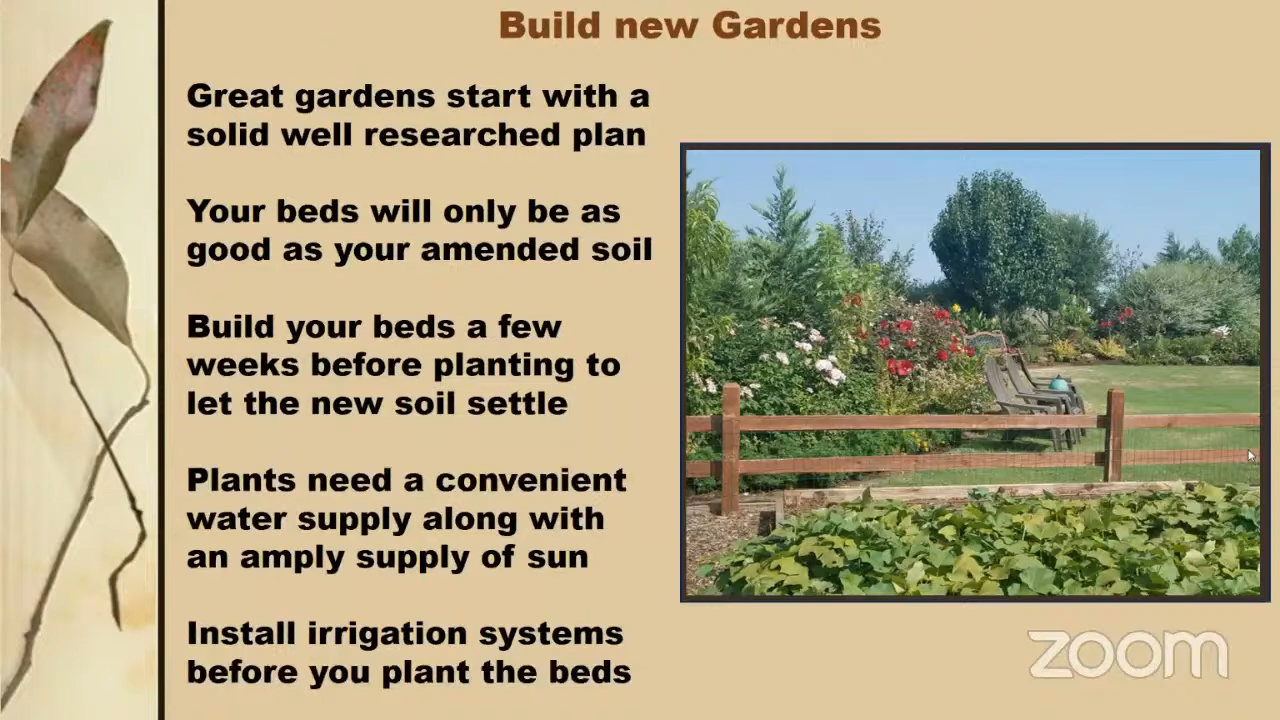 Build new Gardens
Great gardens start with a
solid well researched plan
Your beds will only be as
good as your amended soil
Build your beds a few
weeks before planting to
let the new soil settle
Plants need a convenient
water supply along with
an amply supply of sun
Install irrigation systems
before you plant the beds
zoom